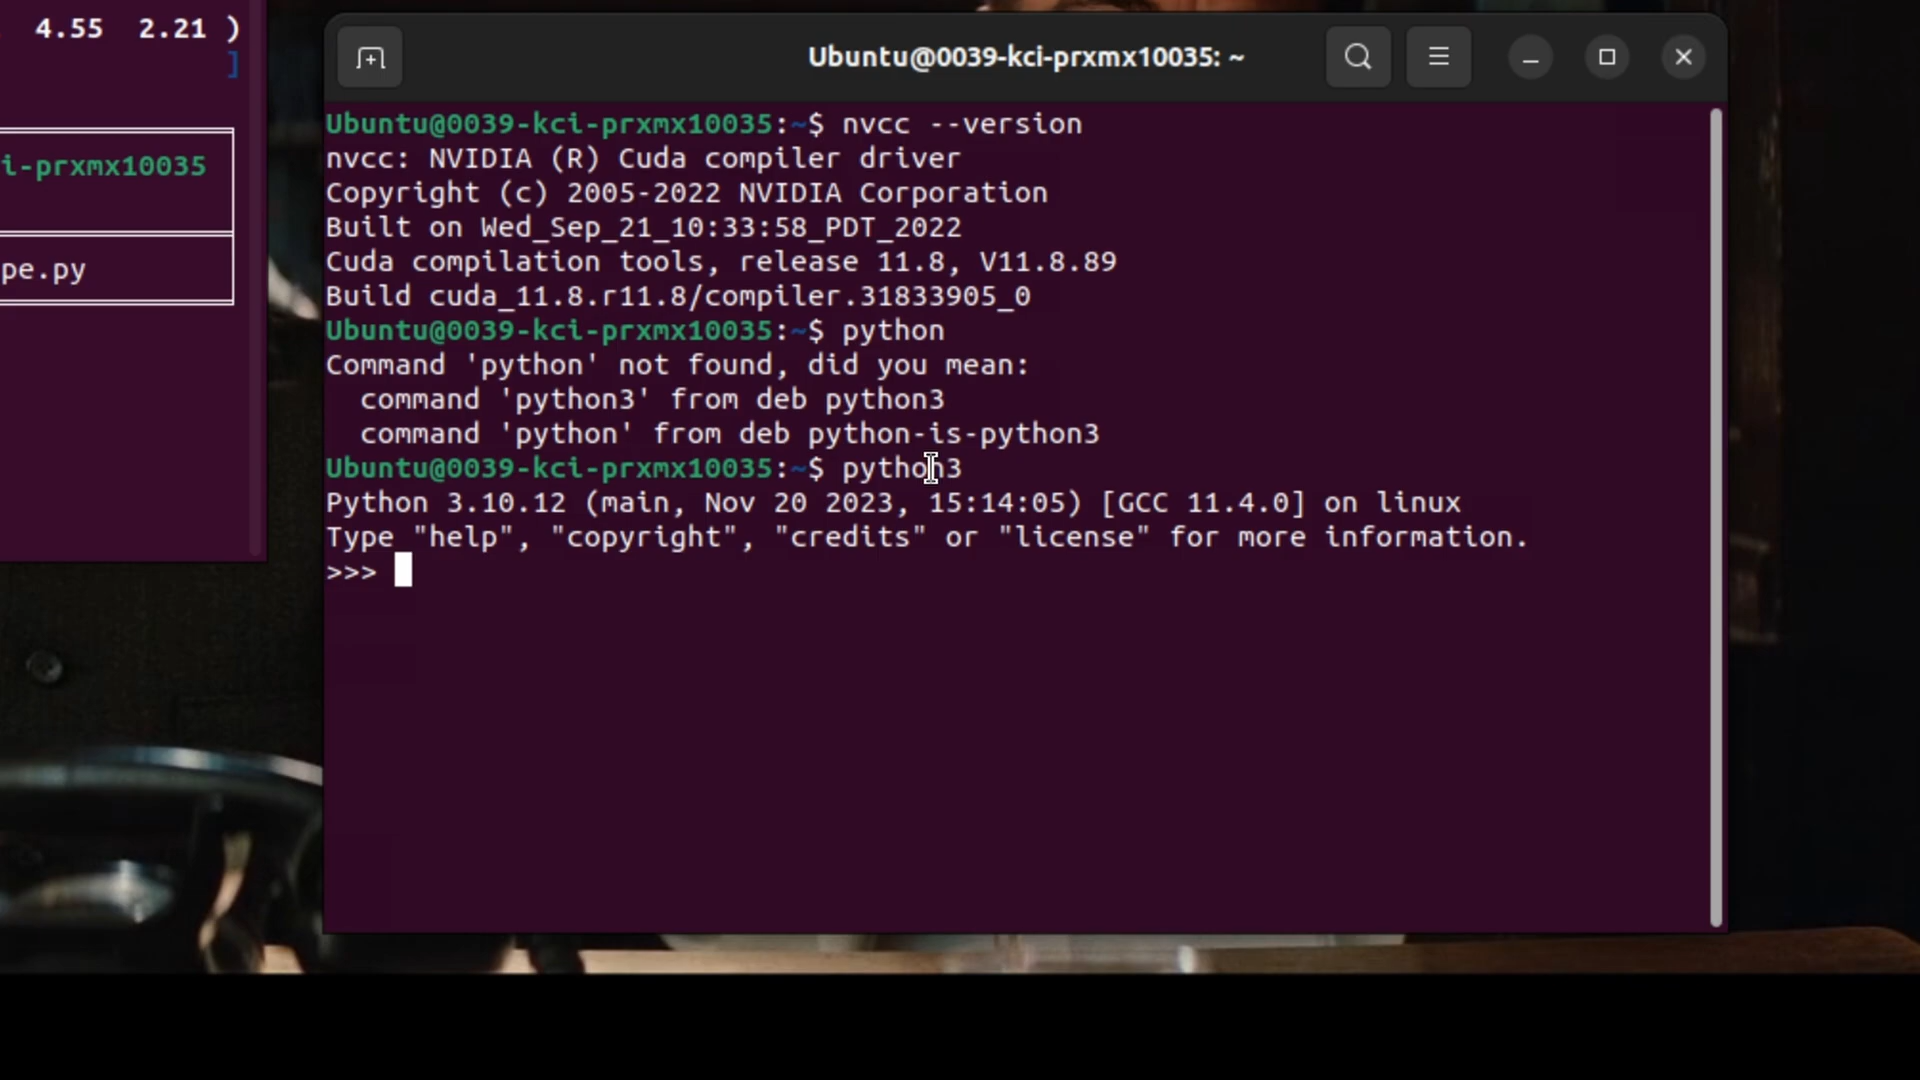 4.55 2.21 )
]
i-prxmx10035
pe.py
Ubuntu@0039-kci-prxmx10035: ~
Ubuntu@0039-kci-prxmx10035:~$ nvcc --version
nvcc: NVIDIA (R) Cuda compiler driver
Copyright (c) 2005-2022 NVIDIA Corporation
Built on Wed_Sep_21_10:33:58_PDT_2022
Cuda compilation tools, release 11.8, V11.8.89
Build cuda_11.8.r11.8/compiler.31833905_0
Ubuntu@0039-kci-prxmx10035:~$ python
Command 'python' not found, did you mean:
  command 'python3' from deb python3
  command 'python' from deb python-is-python3
Ubuntu@0039-kci-prxmx10035:~$ python3
Python 3.10.12 (main, Nov 20 2023, 15:14:05) [GCC 11.4.0] on linux
Type "help", "copyright", "credits" or "license" for more information.
>>>